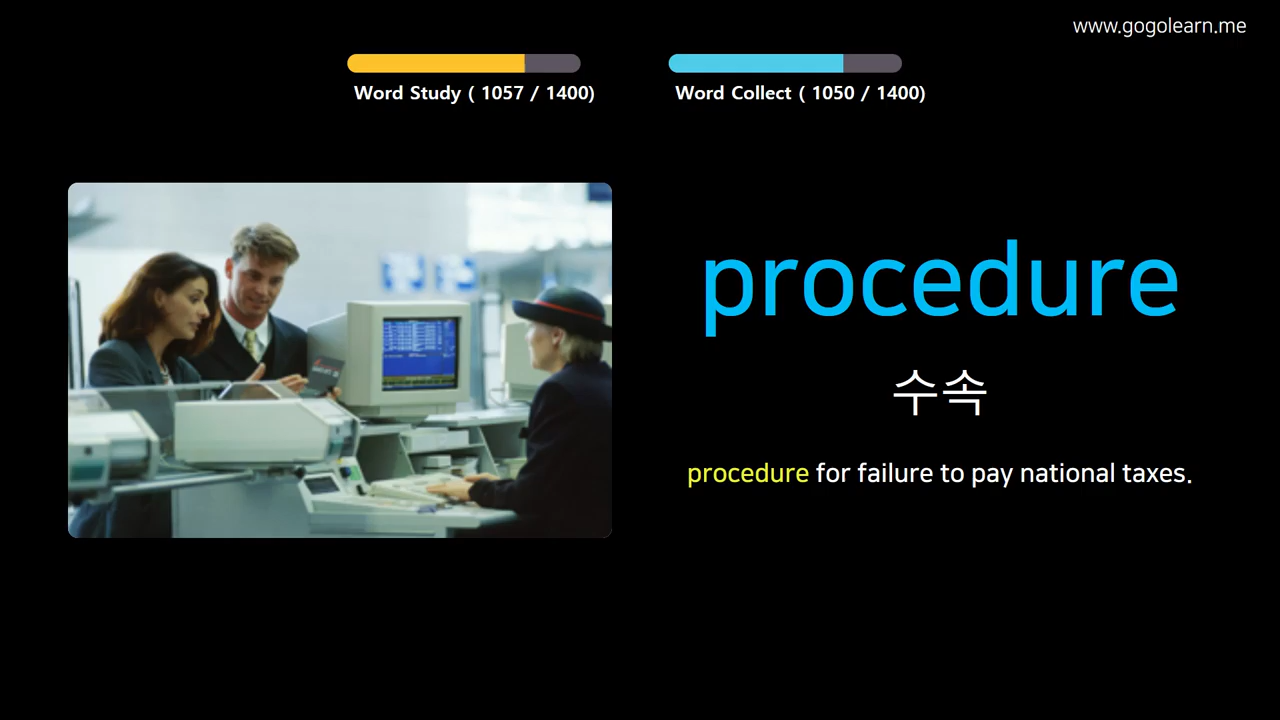 www.gogolearn.me
Word Study ( 1057 / 1400)
Word Collect ( 1050 / 1400)
procedure
수속
procedure for failure to pay national taxes.